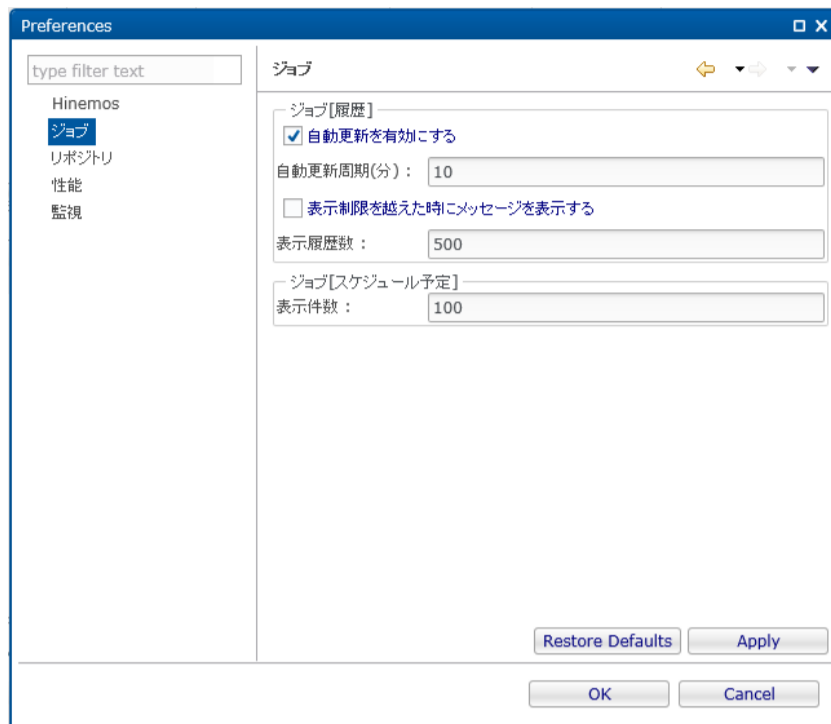 Preferences
type filter text
Hinemos
ジョブ
リポジトリ
性能
監視
ジョブ
ジョブ[履歴]
自動更新を有効にする
自動更新周期(分)： 10
表示制限を越えた時にメッセージを表示する
表示履歴数： 500
ジョブ[スケジュール予定]
表示件数： 100
Restore Defaults Apply
OK Cancel